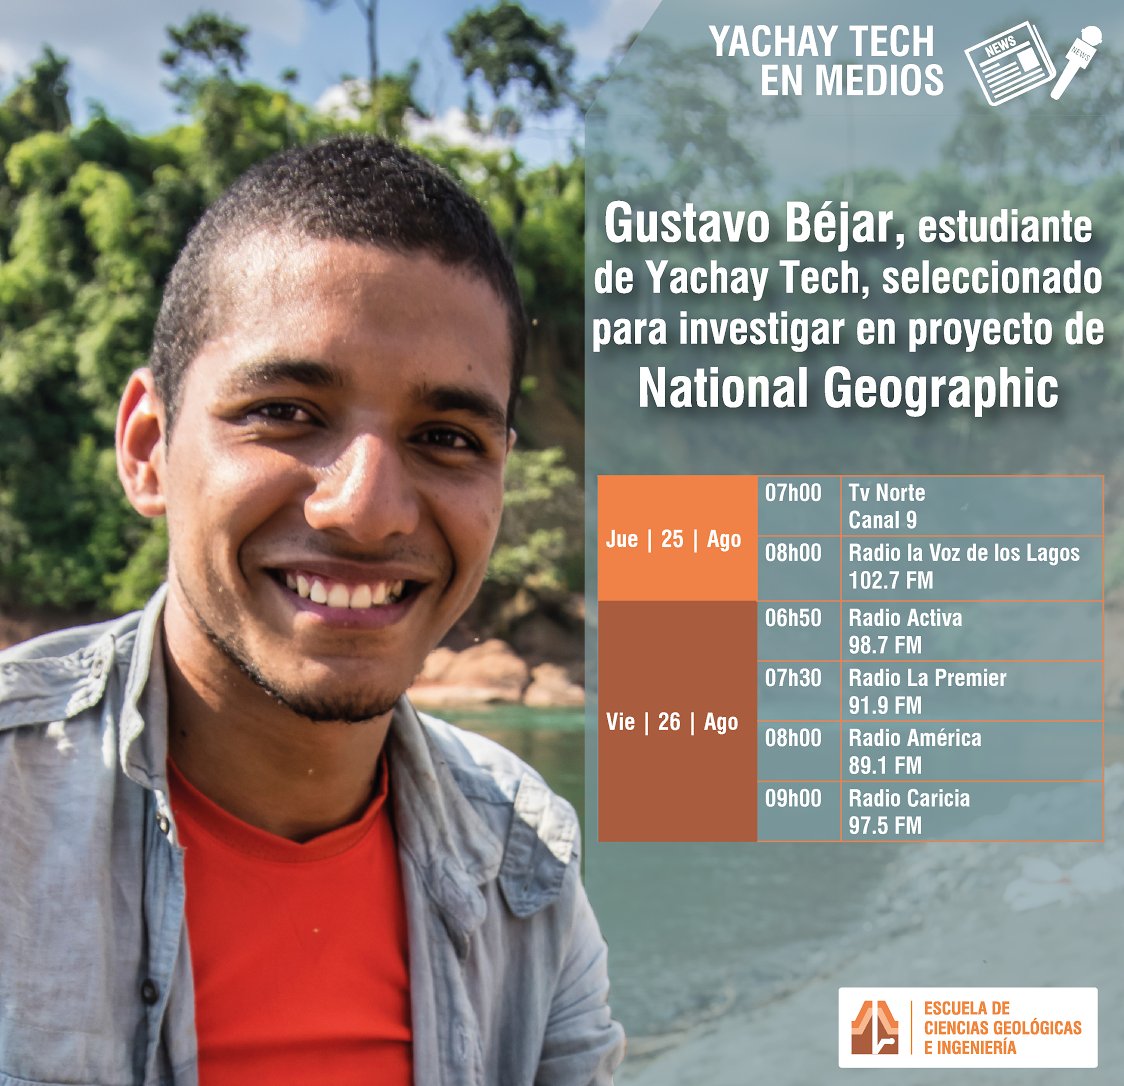 YACHAY TECH
EN MEDIOS
NEWS
NEWS
Gustavo Béjar, estudiante
de Yachay Tech, seleccionado
para investigar en proyecto de
National Geographic
Jue | 25 | Ago
07h00 Tv Norte
Canal 9
08h00 Radio la Voz de los Lagos
102.7 FM
Vie | 26 | Ago
06h50 Radio Activa
98.7 FM
07h30 Radio La Premier
91.9 FM
08h00 Radio América
89.1 FM
09h00 Radio Caricia
97.5 FM
ESCUELA DE
CIENCIAS GEOLÓGICAS
E INGENIERÍA